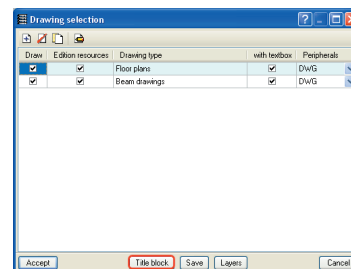 Drawing selection
Draw Edition resources Drawing type with textbox Peripherals
Floor plans DWG
Beam drawings DWG
Accept Title block Save Layers Cancel